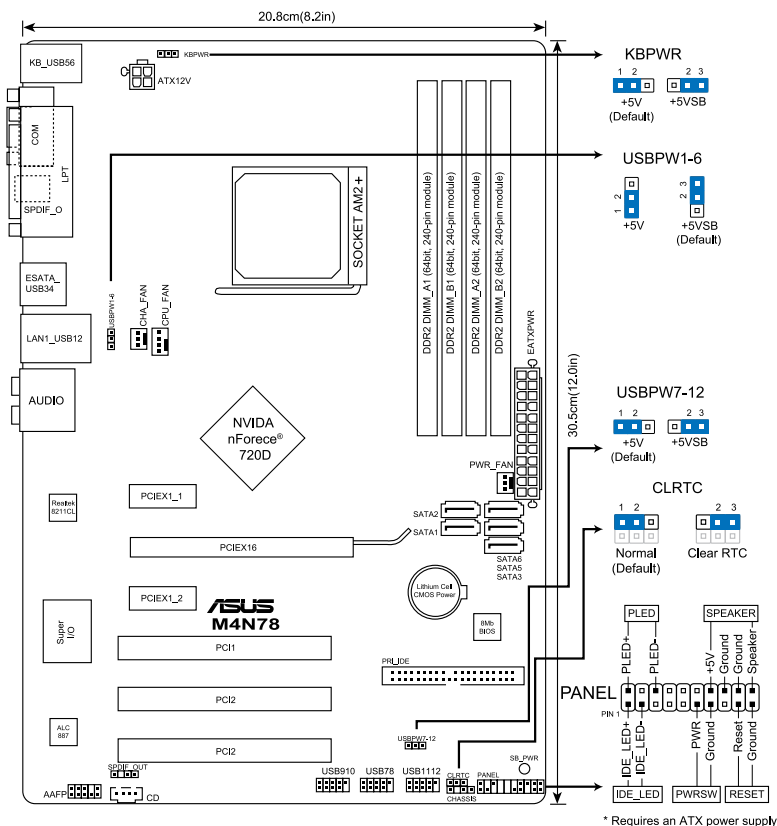 20.8cm(8.2in)
KB_USB56
KBPWR
ATX12V
KBPWR
1 2
2 3
+5V
(Default)
+5VSB
COM
LPT
SPDIF_O
SOCKET AM2+
DDR2 DIMM_A1 (64bit, 240-pin module)
DDR2 DIMM_B1 (64bit, 240-pin module)
DDR2 DIMM_A2 (64bit, 240-pin module)
DDR2 DIMM_B2 (64bit, 240-pin module)
USBPW1-6
1 2
2 3
+5V
+5VSB
(Default)
ESATA_
USB34
USBPW1-6
CHA_FAN
CPU_FAN
LAN1_USB12
EATXPWR
30.5cm(12.0in)
AUDIO
NVIDIA
nForece®
720D
USBPW7-12
1 2
2 3
+5V
(Default)
+5VSB
PWR_FAN
PCIEX1_1
Realtek
8211CL
SATA2
SATA1
CLRTC
1 2
2 3
Normal
(Default)
Clear RTC
PCIEX16
SATA6
SATA5
SATA3
Lithium Cell
CMOS Power
PCIEX1_2
ASUS
M4N78
8Mb
BIOS
Super
I/O
PCI1
PRI_IDE
PLED
SPEAKER
PLED+
PLED-
+5V
Ground
Ground
Speaker
PANEL
PIN 1
IDE_LED+
IDE_LED-
PWR
Ground
Reset
Ground
IDE_LED
PWRSW
RESET
PCI2
ALC
887
PCI2
USBPW7-12
SPDIF_OUT
SB_PWR
AAFP
CD
USB910
USB78
USB1112
CLRTC
CHASSIS
PANEL
* Requires an ATX power supply